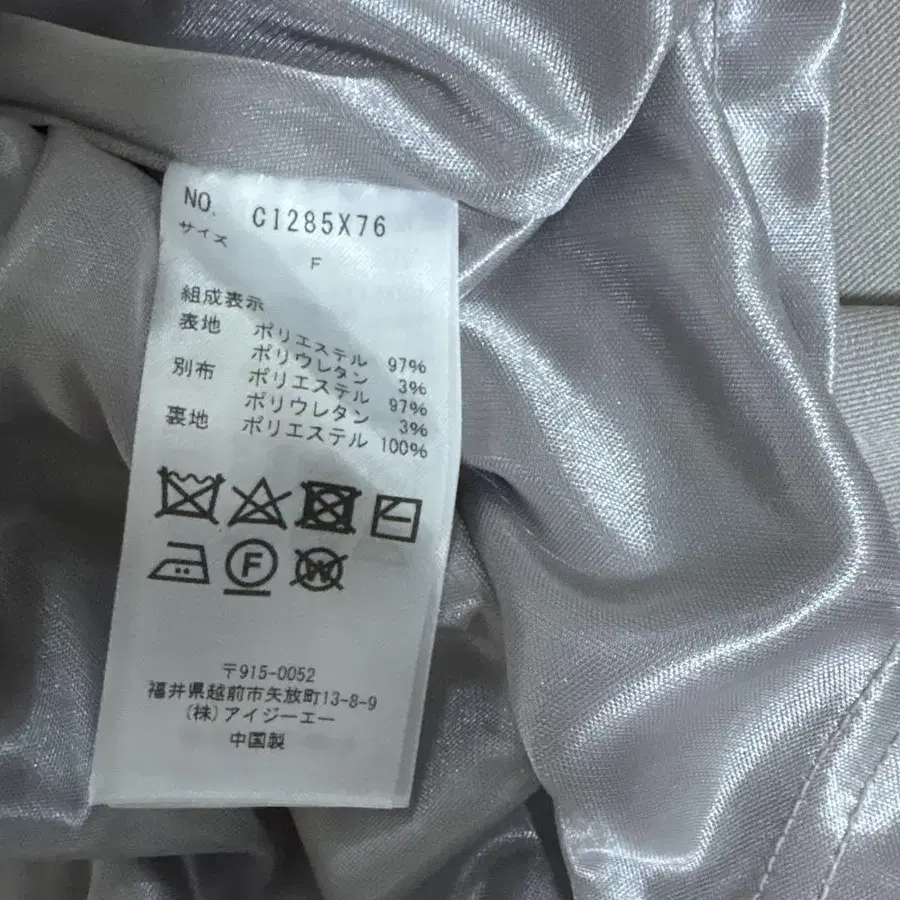 NO. C1285X76
サイズ
F
組成表示
表地 ポリエステル 97%
ポリウレタン 3%
別布 ポリエステル 97%
ポリウレタン 3%
裏地 ポリエステル 100%
F
W
〒915-0052
福井県越前市矢放町13-8-9
(株)アイジーエー
中国製